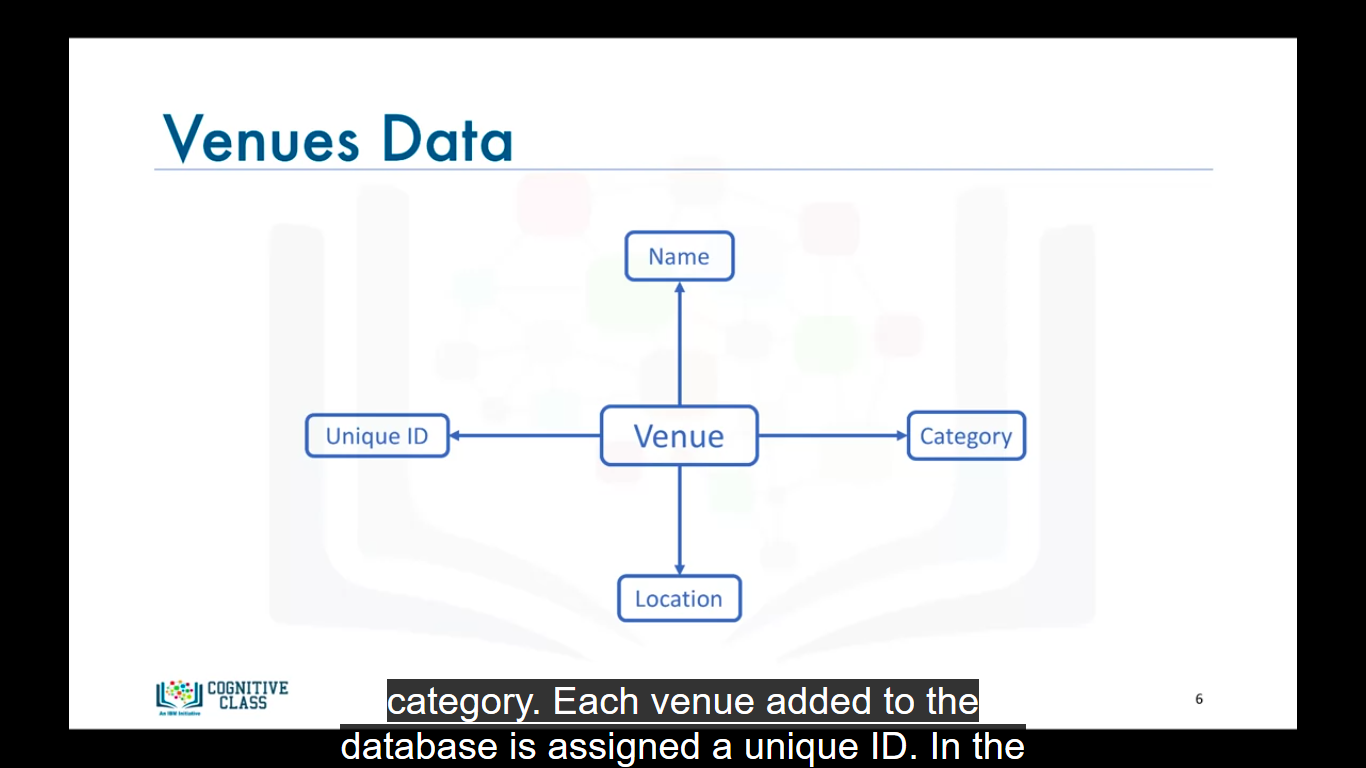 Venues Data
Name
Unique ID
Venue
Category
Location
COGNITIVE
CLASS
An IBM Initiative
category. Each venue added to the
database is assigned a unique ID. In the
6